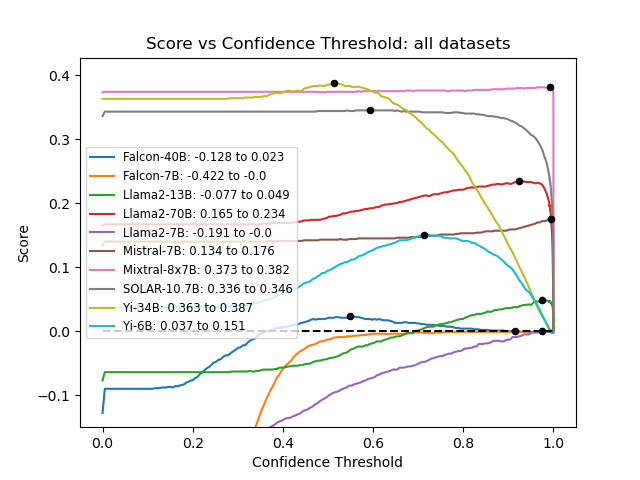 Score vs Confidence Threshold: all datasets
Score
0.4
0.3
0.2
0.1
0.0
−0.1
Falcon-40B: -0.128 to 0.023
Falcon-7B: -0.422 to -0.0
Llama2-13B: -0.077 to 0.049
Llama2-70B: 0.165 to 0.234
Llama2-7B: -0.191 to -0.0
Mistral-7B: 0.134 to 0.176
Mixtral-8x7B: 0.373 to 0.382
SOLAR-10.7B: 0.336 to 0.346
Yi-34B: 0.363 to 0.387
Yi-6B: 0.037 to 0.151
0.0 0.2 0.4 0.6 0.8 1.0
Confidence Threshold